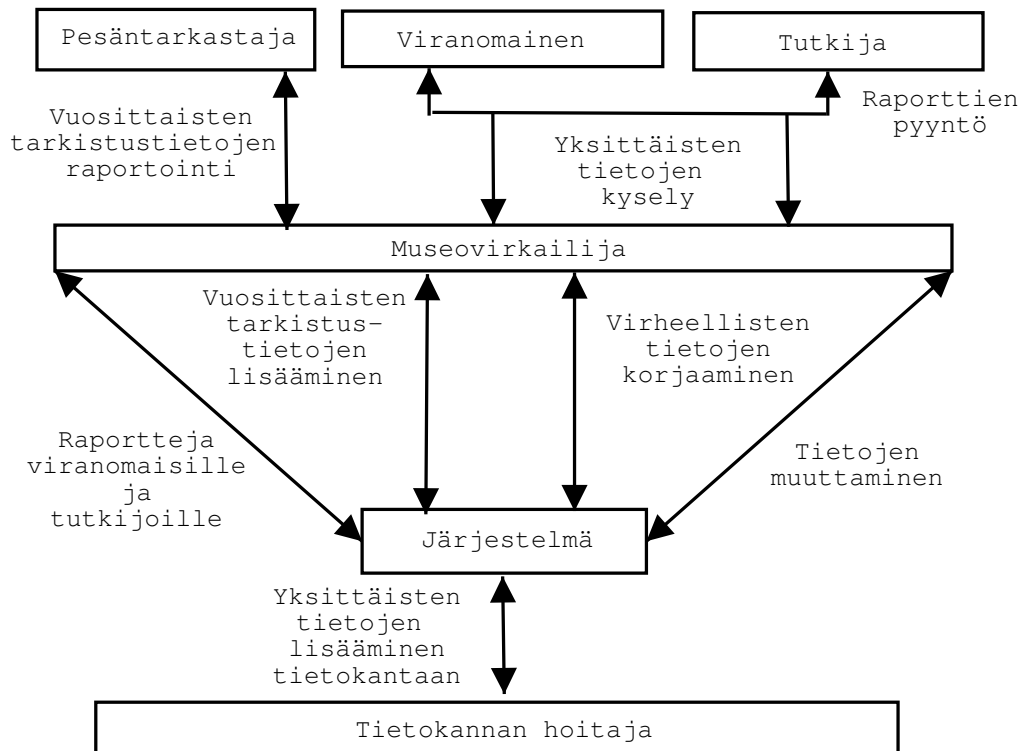 Pesäntarkastaja
Viranomainen
Tutkija
Vuosittaisten
tarkistustietojen
raportointi
Yksittäisten
tietojen
kysely
Raporttien
pyyntö
Museovirkailija
Vuosittaisten
tarkistus-
tietojen
lisääminen
Virheellisten
tietojen
korjaaminen
Raportteja
viranomaisille
ja
tutkijoille
Tietojen
muuttaminen
Järjestelmä
Yksittäisten
tietojen
lisääminen
tietokantaan
Tietokannan hoitaja